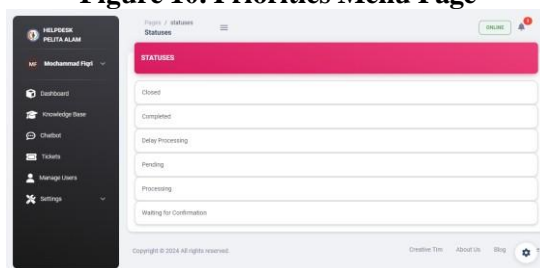 Figure 10. Priorities Menu Page
HELPDESK
PELITA ALAM
MF Mochammad Fiqri
Dashboard
Knowledge Base
Chatbot
Tickets
Manage Users
Settings
Pages / statuses
Statuses
ONLINE
STATUSES
Closed
Completed
Delay Processing
Pending
Processing
Waiting for Confirmation
Copyright © 2024 All rights reserved.
Creative Tim About Us Blog